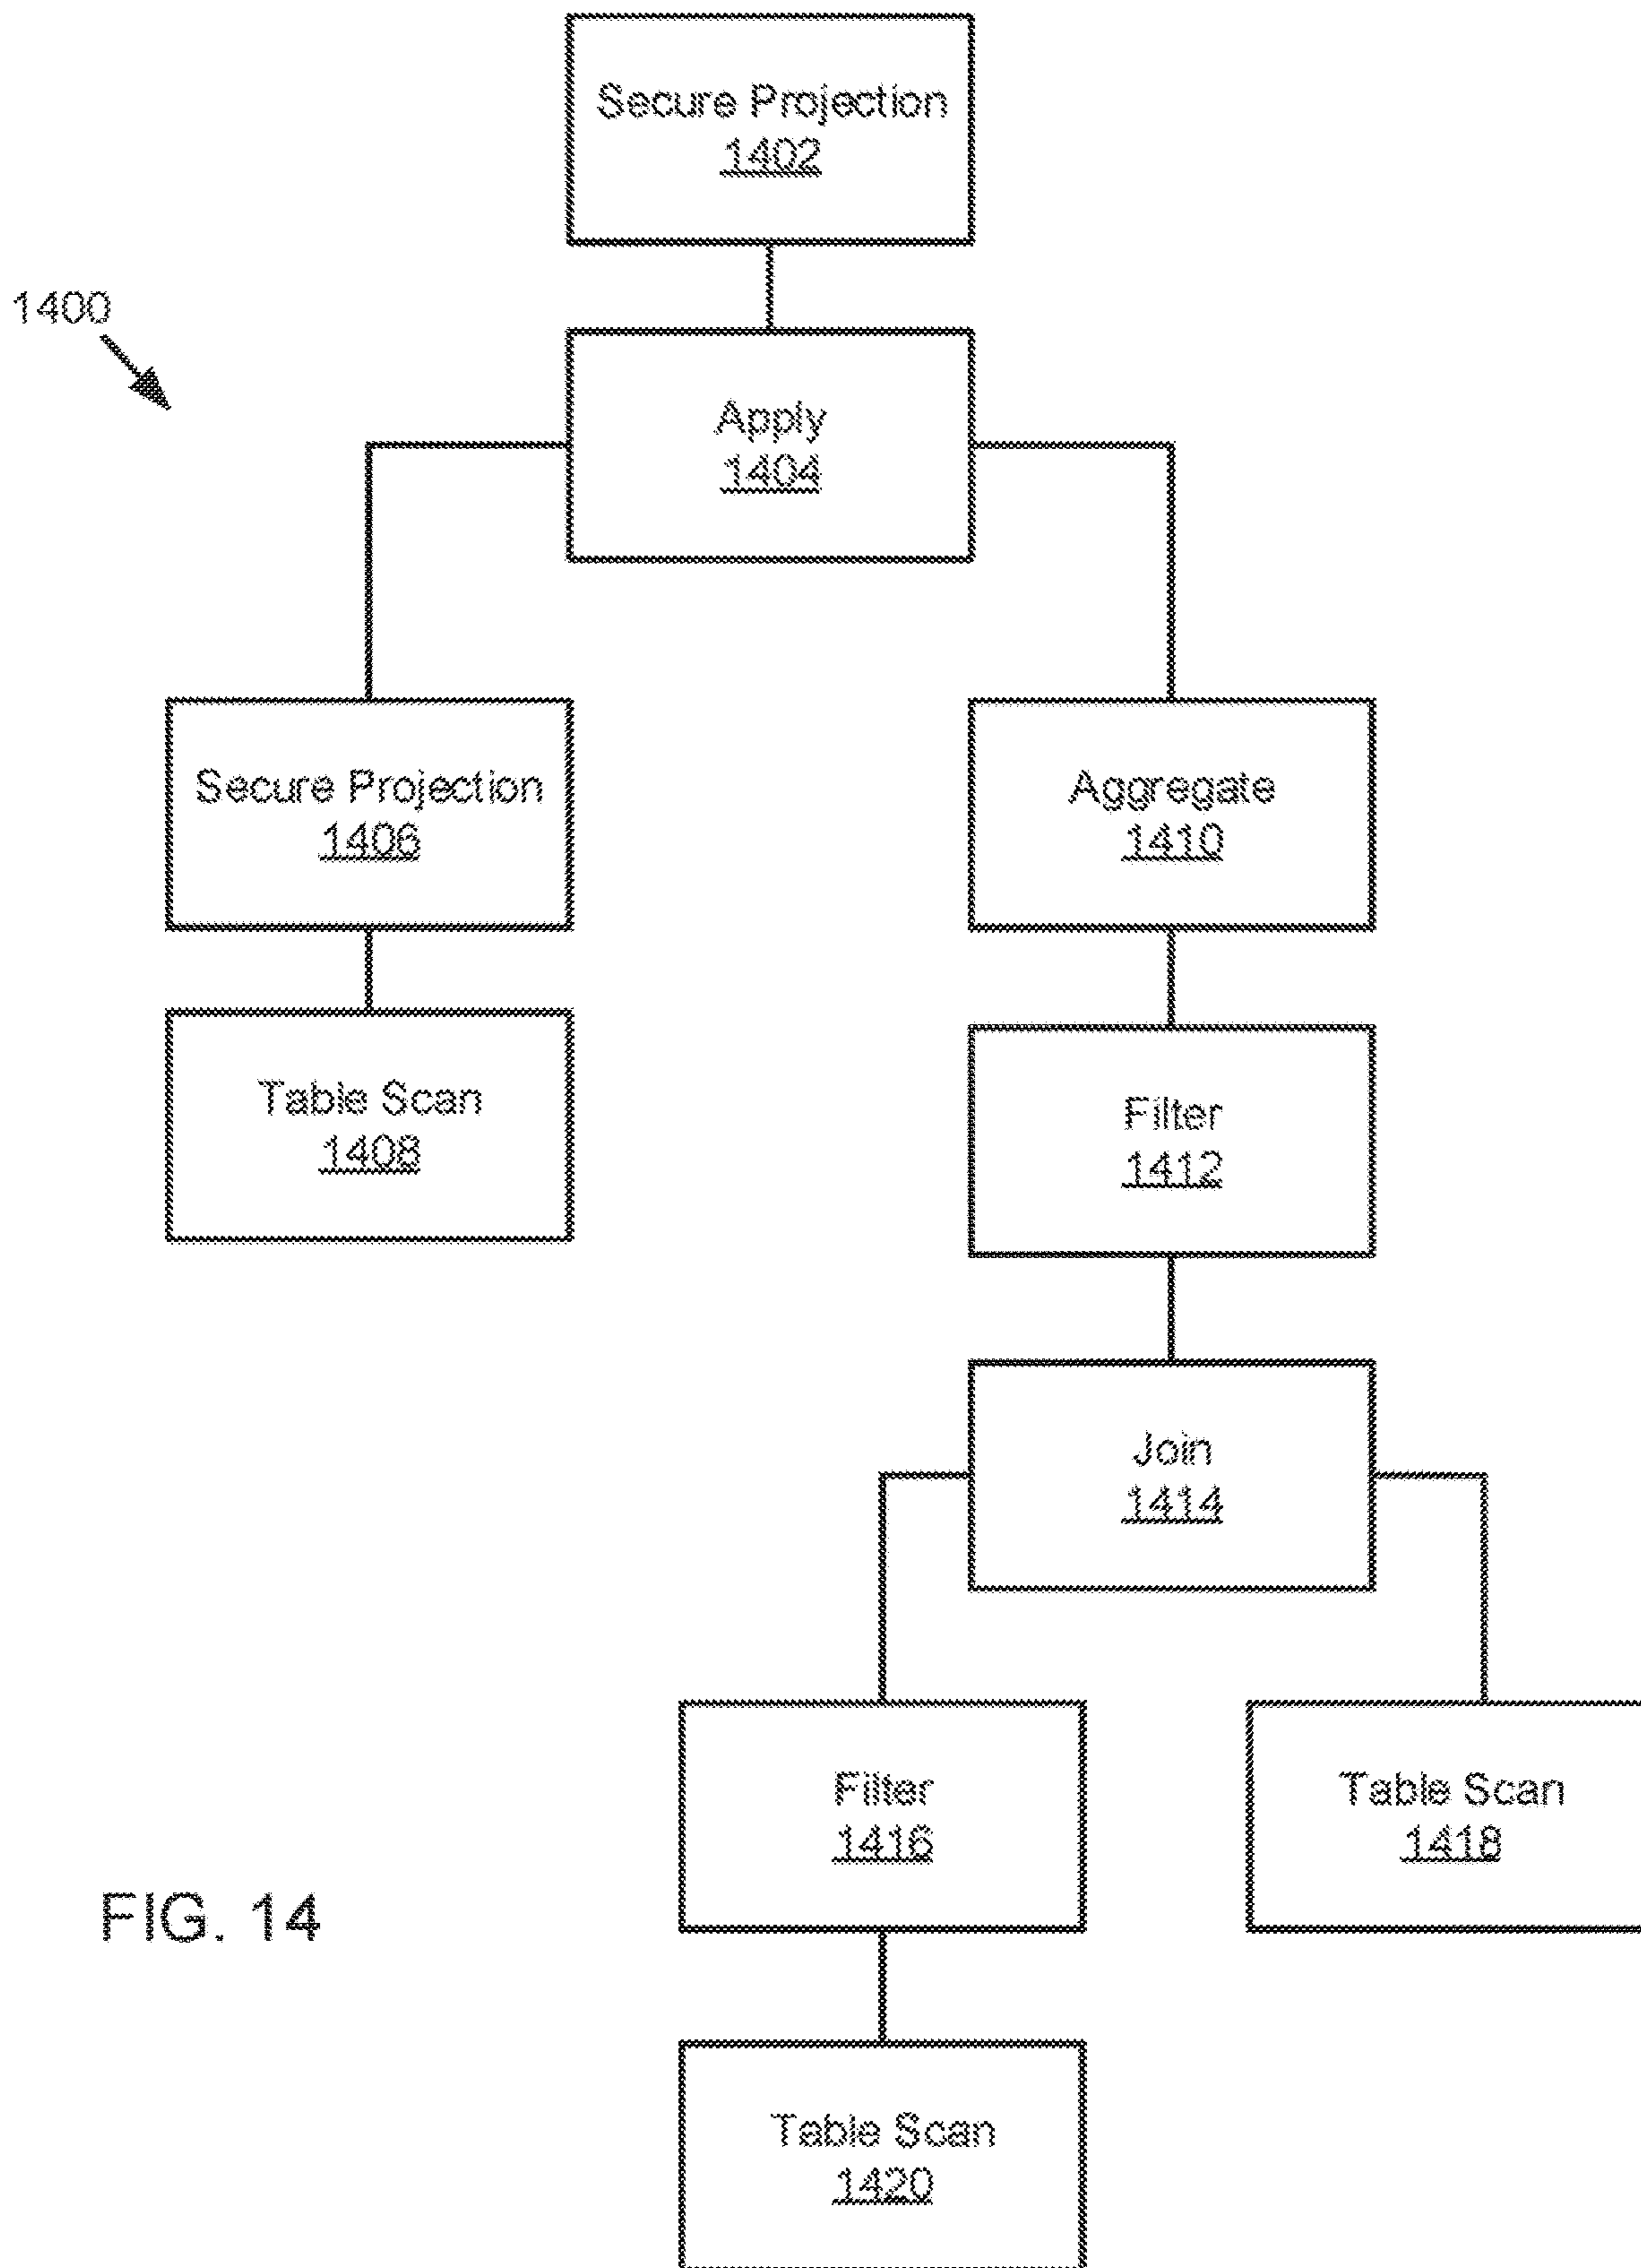 Secure Projection
1402
1400
Apply
1404
Secure Projection
1406
Aggregate
1410
Table Scan
1408
Filter
1412
Join
1414
Filter
1416
Table Scan
1418
FIG. 14
Table Scan
1420